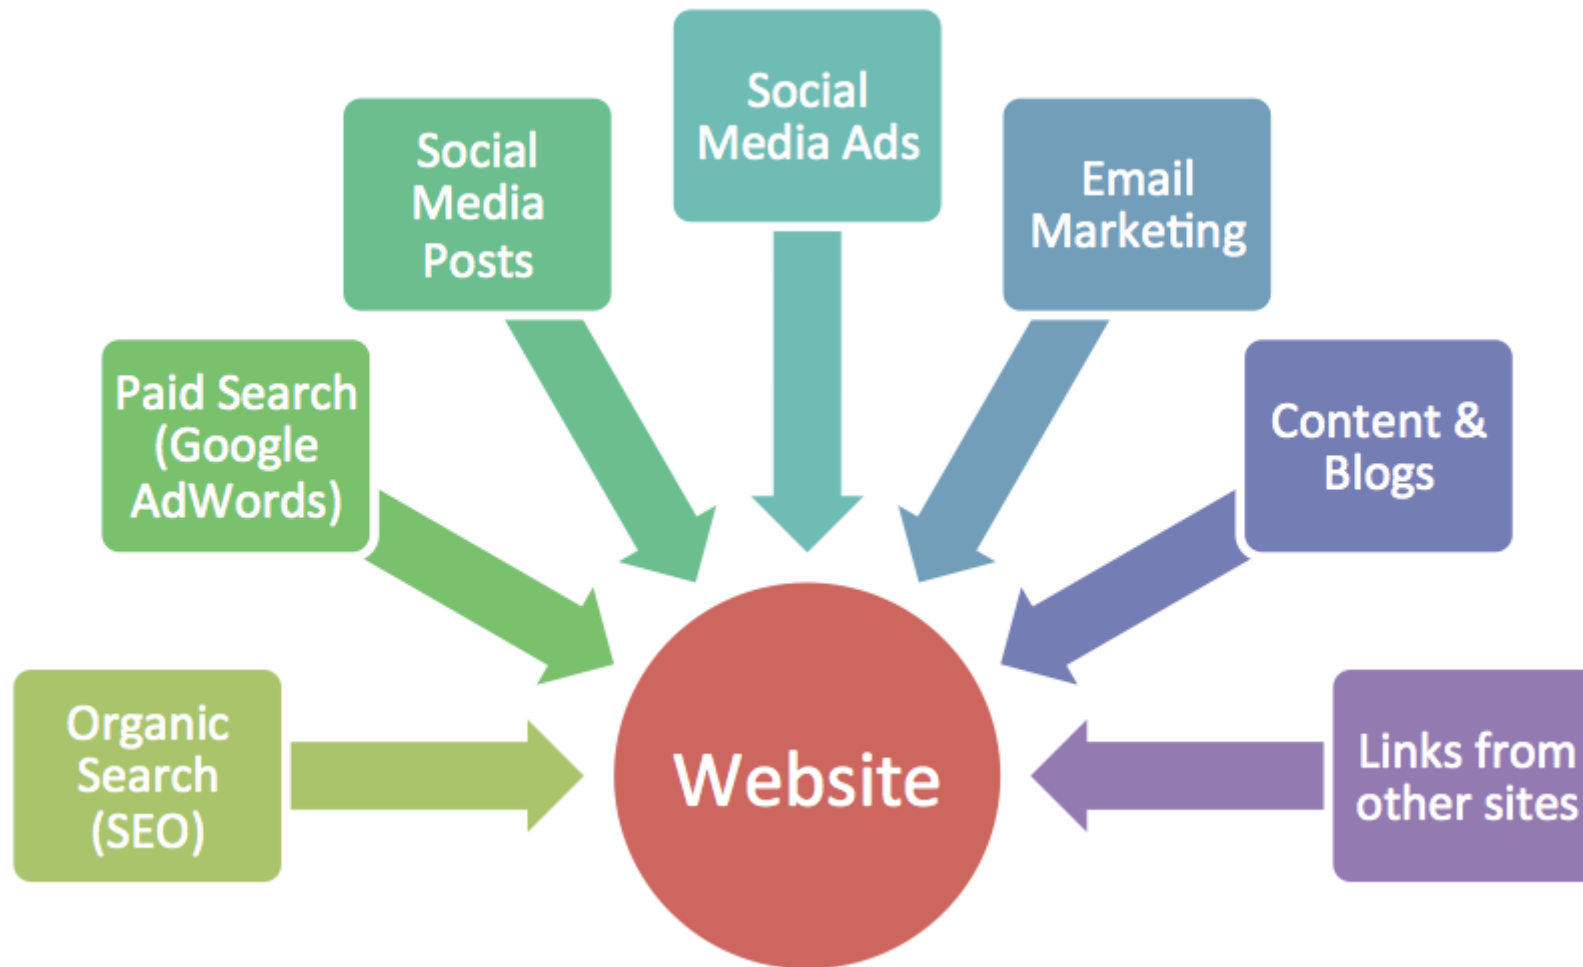 Social
Media Ads
Social
Media
Posts
Email
Marketing
Paid Search
(Google
AdWords)
Content &
Blogs
Organic
Search
(SEO)
Website
Links from
other sites